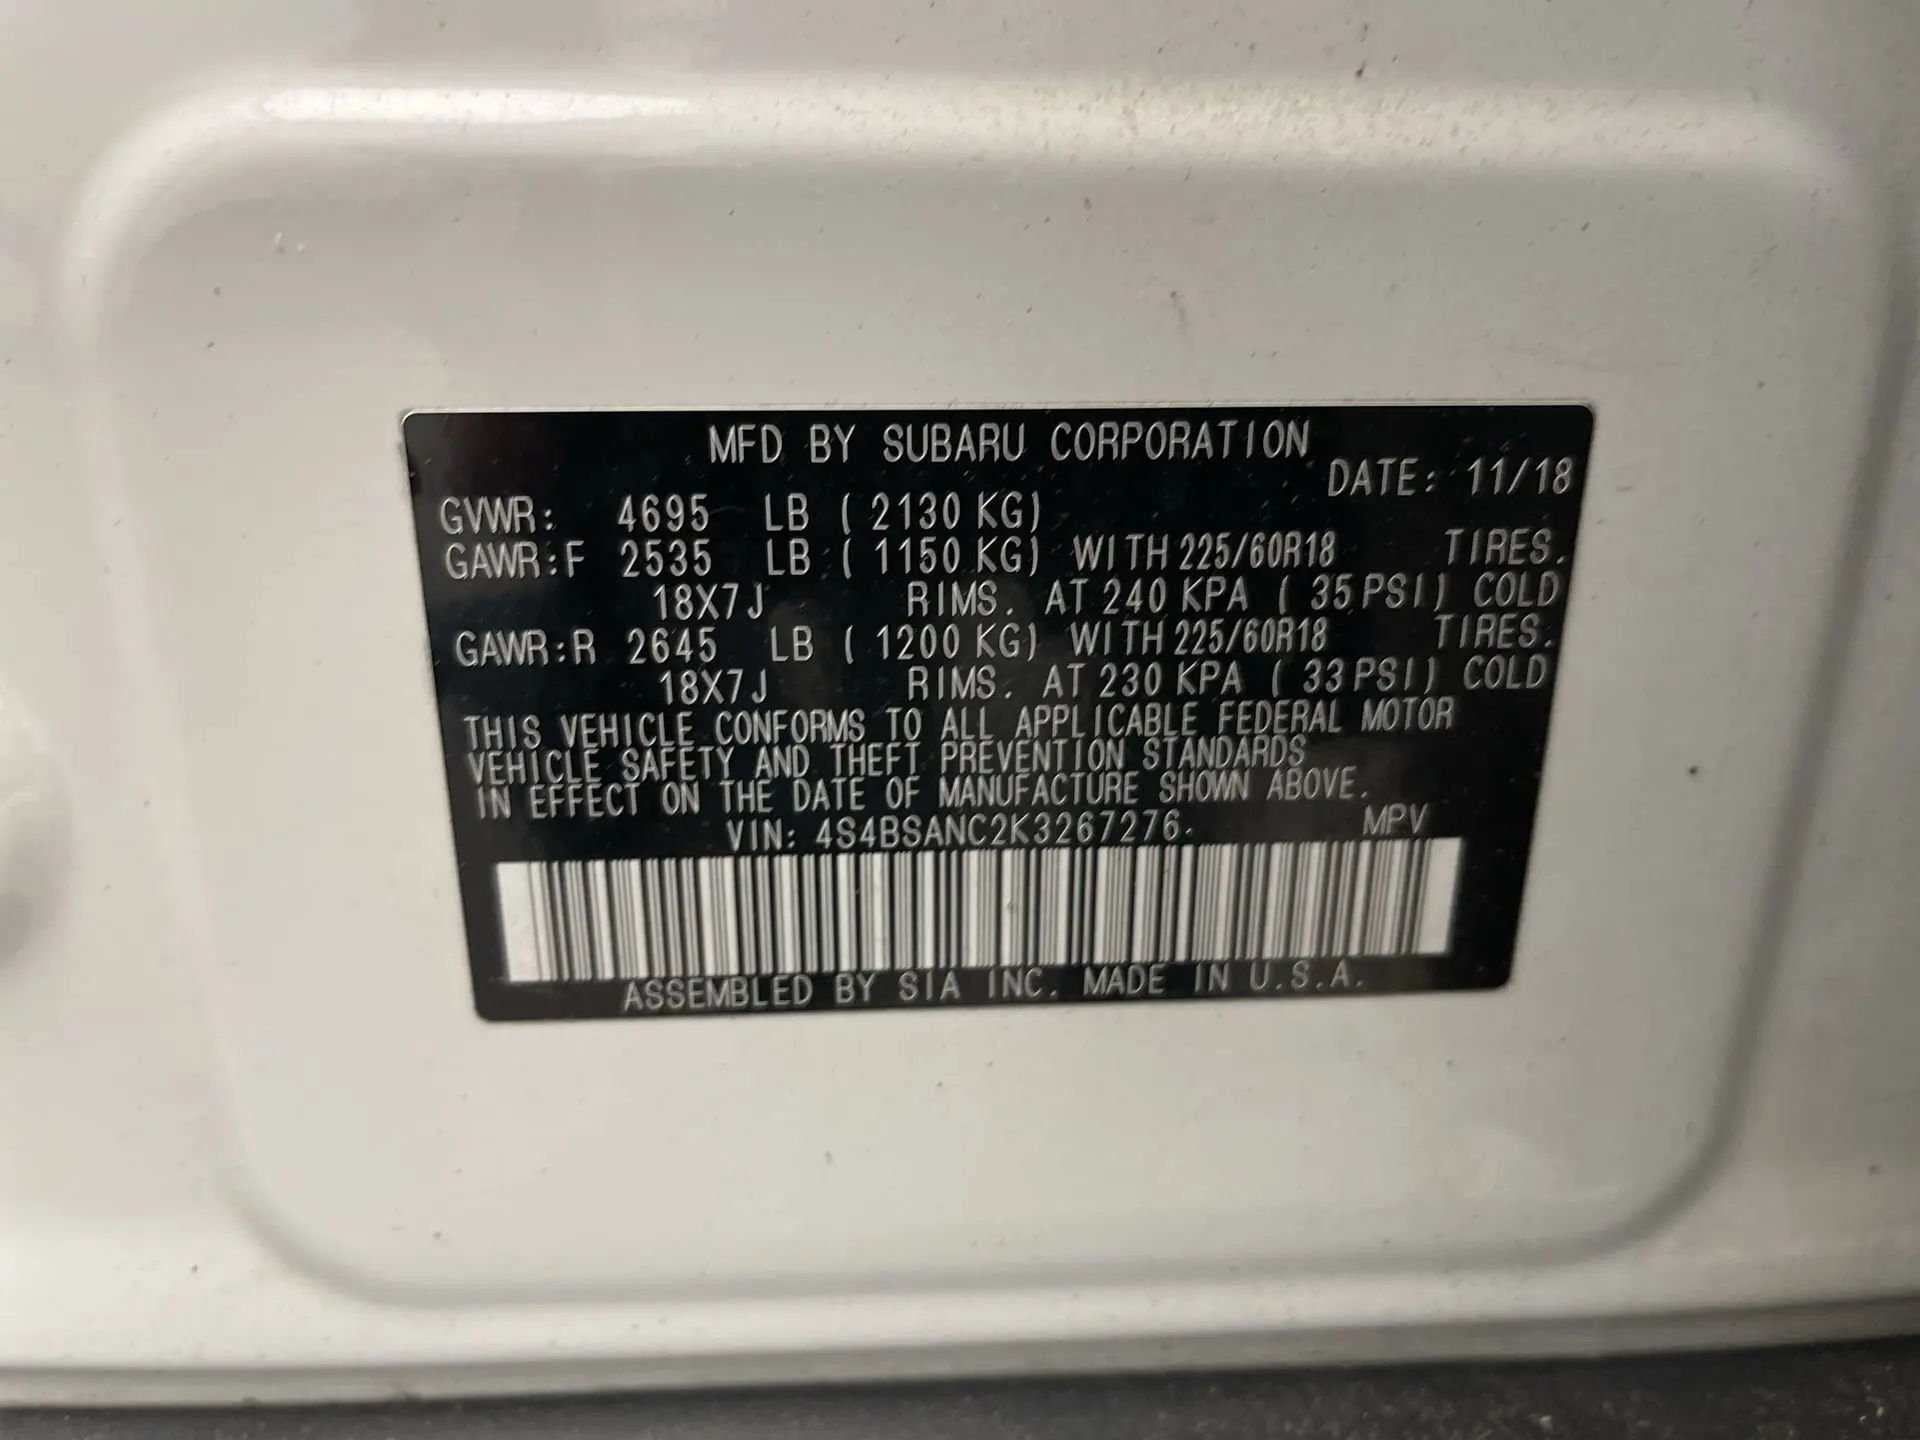 MFD BY SUBARU CORPORATION
DATE: 11/18
GVWR: 4695 LB ( 2130 KG)
GAWR:F 2535 LB ( 1150 KG) WITH 225/60R18 TIRES.
18X7J RIMS. AT 240 KPA ( 35 PSI) COLD
GAWR:R 2645 LB ( 1200 KG) WITH 225/60R18 TIRES.
18X7J RIMS. AT 230 KPA ( 33 PSI) COLD
THIS VEHICLE CONFORMS TO ALL APPLICABLE FEDERAL MOTOR
VEHICLE SAFETY AND THEFT PREVENTION STANDARDS
IN EFFECT ON THE DATE OF MANUFACTURE SHOWN ABOVE.
VIN: 4S4BSANC2K3267276. MPV
ASSEMBLED BY SIA INC. MADE IN U.S.A.